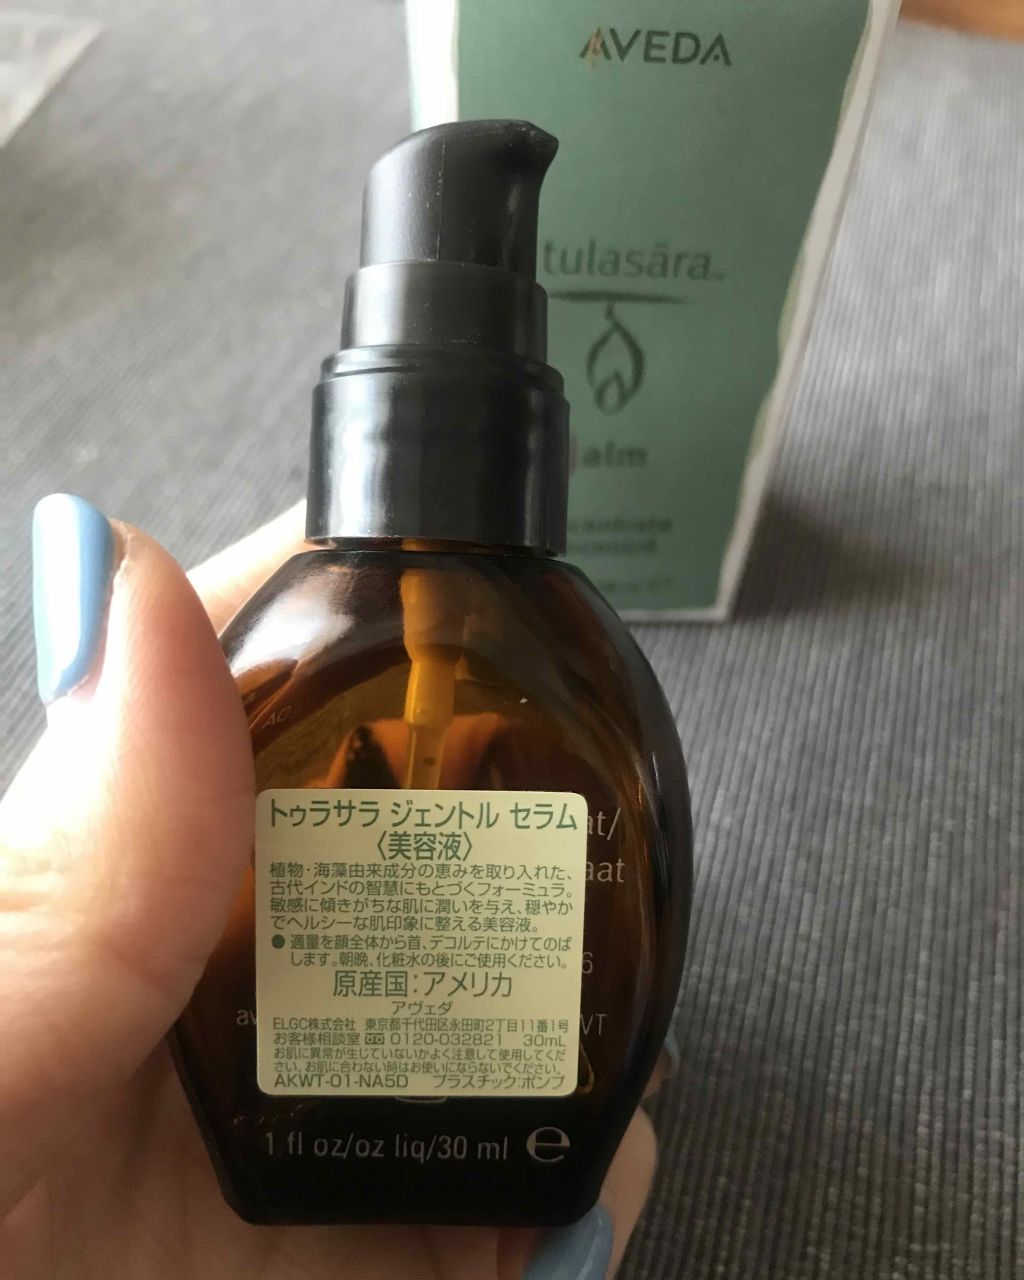 AVEDA
tulasāra™
トゥラサラ ジェントル セラム
〈美容液〉
植物・海藻由来成分の恵みを取り入れた、
古代インドの智慧にもとづくフォーミュラ。
敏感に傾きがちな肌に潤いを与え、穏やか
でヘルシーな肌印象に整える美容液。
● 適量を顔全体から首、デコルテにかけてのば
します。朝晩、化粧水の後にご使用ください。
原産国：アメリカ
アヴェダ
ELGC株式会社 東京都千代田区永田町2丁目11番1号
お客様相談室 0120-032821 30mL
お肌に異常が生じていないかよく注意して使用してくだ
さい。お肌に合わない時はお使いにならないでください。
AKWT-01-NA5D プラスチック：ポンプ
1 fl oz/oz liq/30 ml e